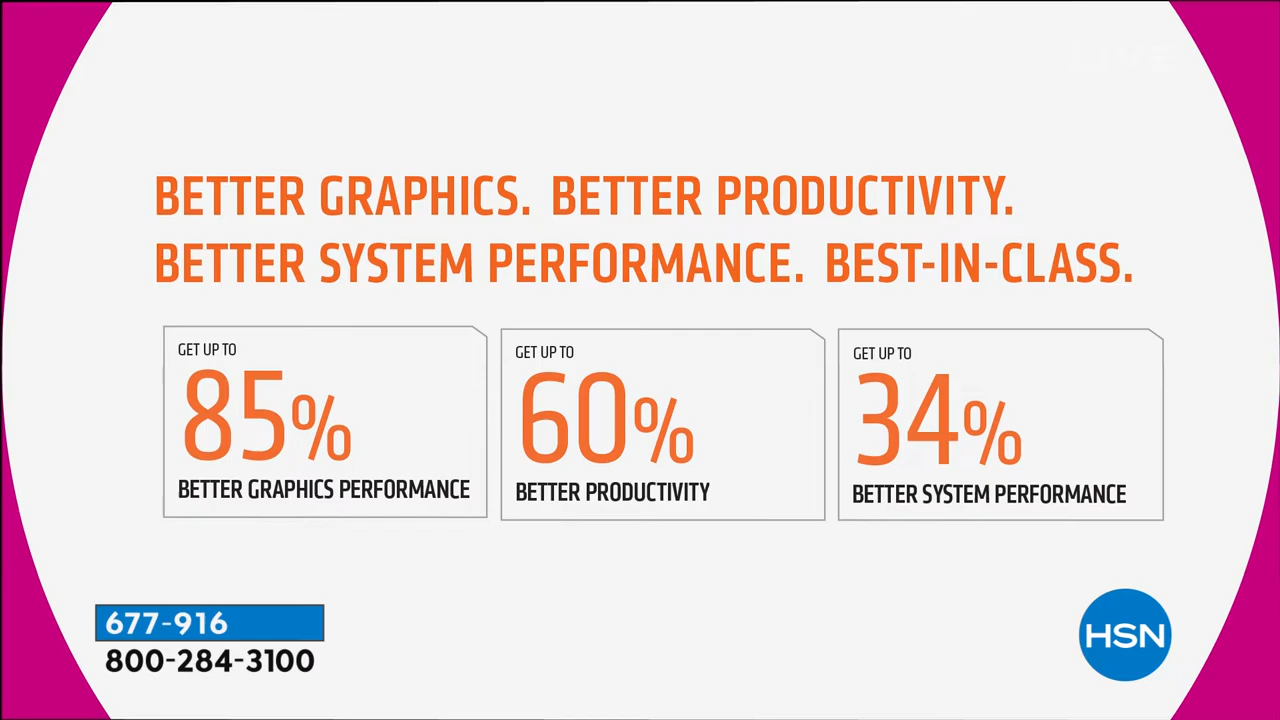 BETTER GRAPHICS. BETTER PRODUCTIVITY.
BETTER SYSTEM PERFORMANCE. BEST-IN-CLASS.
GET UP TO
85%
BETTER GRAPHICS PERFORMANCE
GET UP TO
60%
BETTER PRODUCTIVITY
GET UP TO
34%
BETTER SYSTEM PERFORMANCE
677-916
800-284-3100
HSN